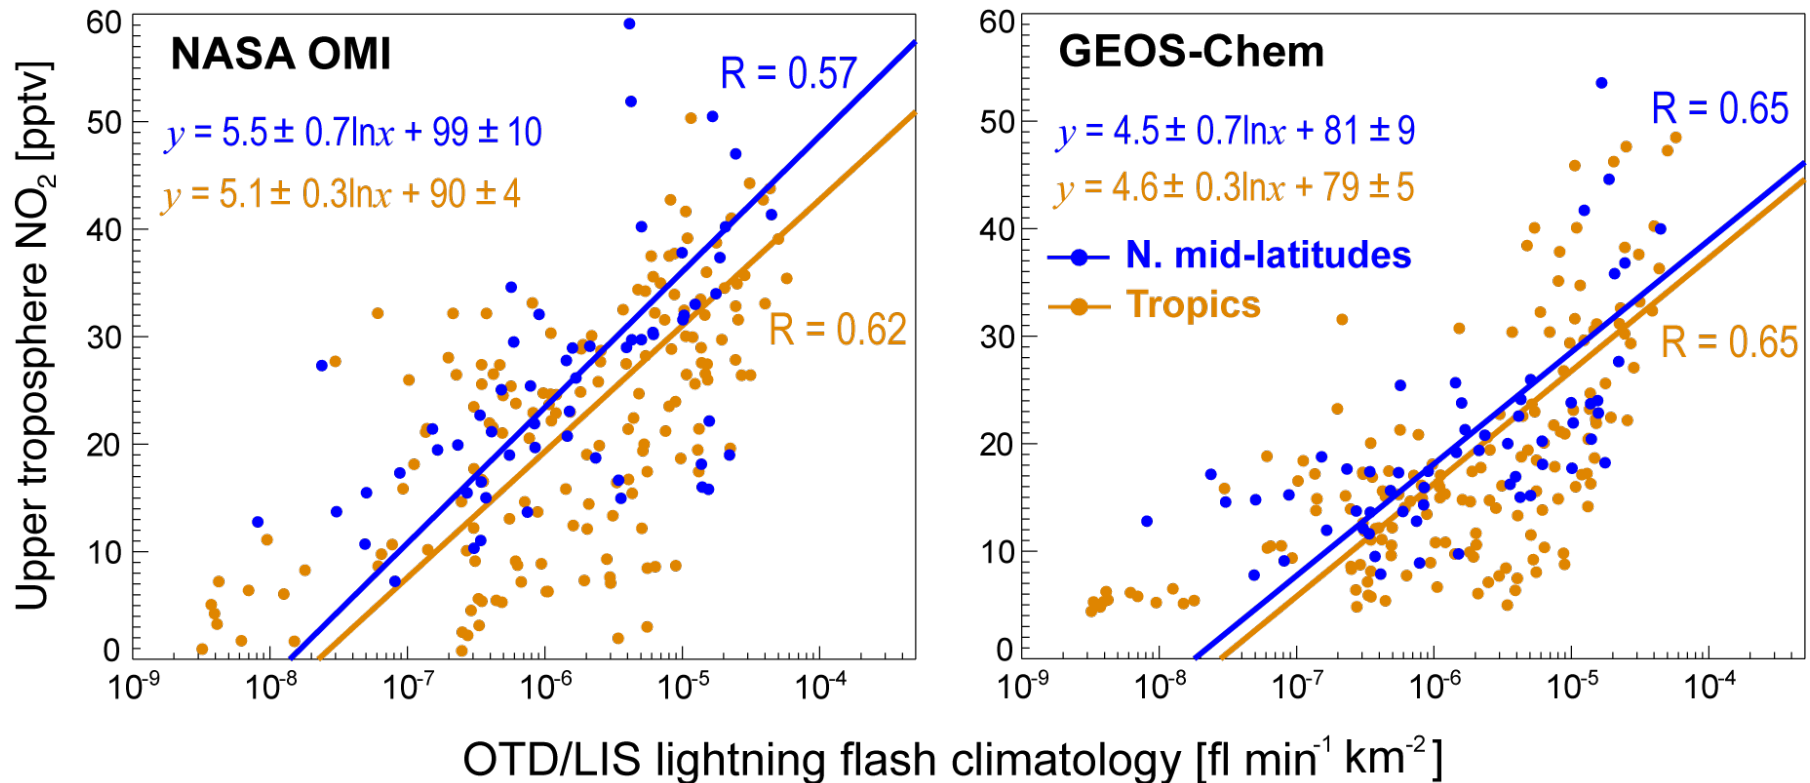 Upper troposphere NO₂ [pptv]
NASA OMI
R = 0.57
y = 5.5 ± 0.7lnx + 99 ± 10
y = 5.1 ± 0.3lnx + 90 ± 4
R = 0.62
60
50
40
30
20
10
0
10⁻⁹ 10⁻⁸ 10⁻⁷ 10⁻⁶ 10⁻⁵ 10⁻⁴
GEOS-Chem
R = 0.65
y = 4.5 ± 0.7lnx + 81 ± 9
y = 4.6 ± 0.3lnx + 79 ± 5
N. mid-latitudes
Tropics
R = 0.65
60
50
40
30
20
10
0
10⁻⁹ 10⁻⁸ 10⁻⁷ 10⁻⁶ 10⁻⁵ 10⁻⁴
OTD/LIS lightning flash climatology [fl min⁻¹ km⁻²]